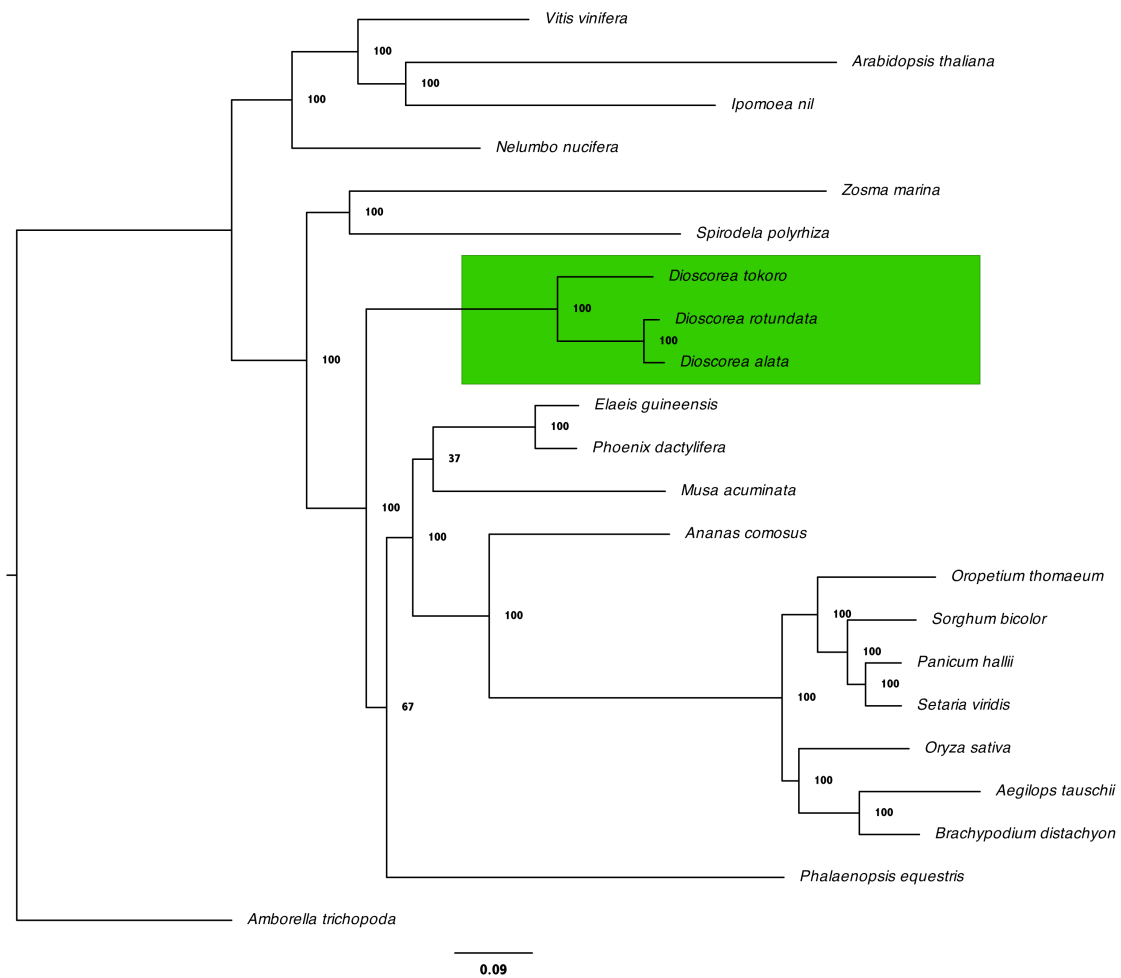 Vitis vinifera
100
Arabidopsis thaliana
100
Ipomoea nil
100
Nelumbo nucifera
Zosma marina
100
Spirodela polyrhiza
Dioscorea tokoro
100
Dioscorea rotundata
100
Dioscorea alata
100
Elaeis guineensis
100
Phoenix dactylifera
37
Musa acuminata
100
Ananas comosus
100
Oropetium thomaeum
100
100
Sorghum bicolor
100
Panicum hallii
100
Setaria viridis
100
67
Oryza sativa
100
Aegilops tauschii
100
Brachypodium distachyon
Phalaenopsis equestris
Amborella trichopoda
0.09